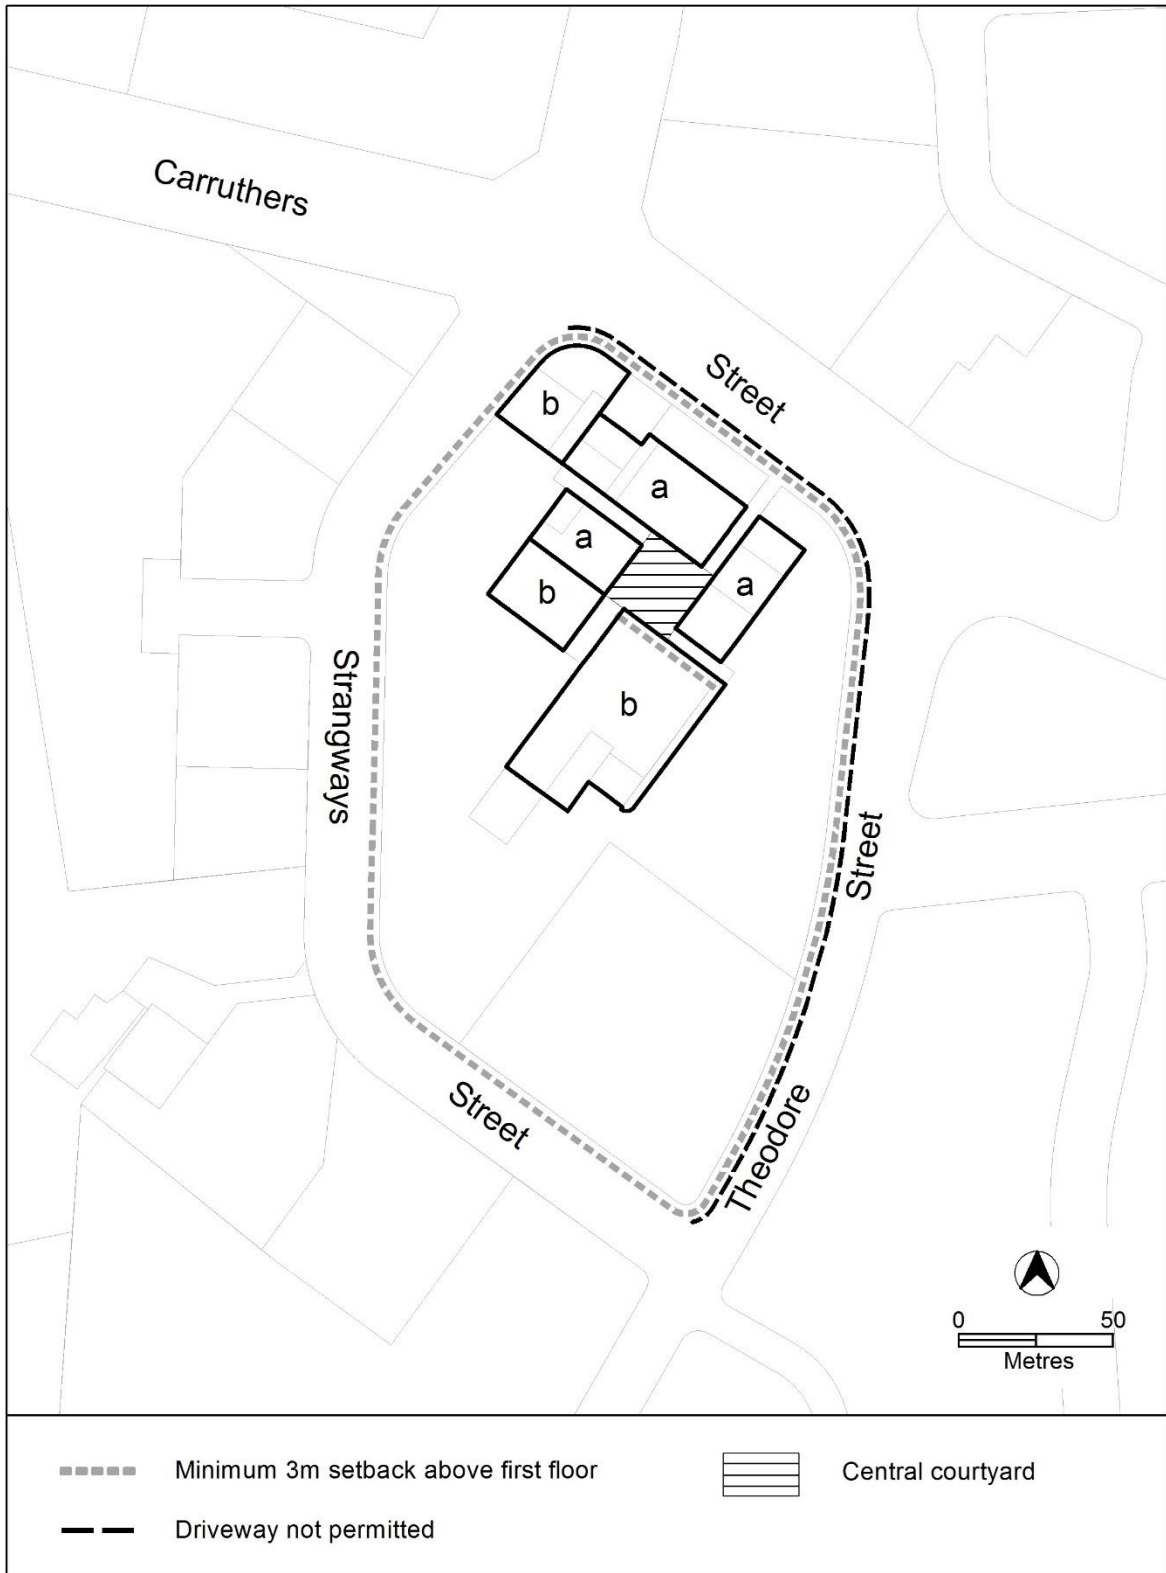 Carruthers
Street
b
a
a
b
a
b
Strangways
Street
Street
Theodore
0 50
Metres
Minimum 3m setback above first floor
Central courtyard
Driveway not permitted